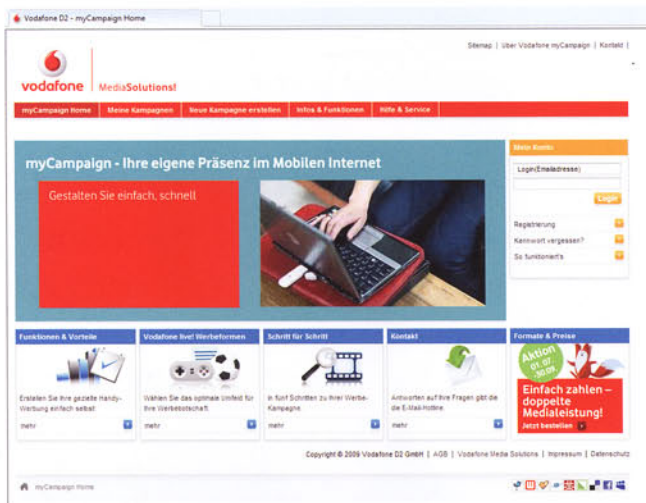 Vodafone D2 - myCampaign Home
Sitemap | Über Vodafone myCampaign | Kontakt |
vodafone MediaSolutions!
myCampaign Home | Meine Kampagnen | Neue Kampagne erstellen | Infos & Funktionen | Hilfe & Service
myCampaign - Ihre eigene Präsenz im Mobilen Internet
Gestalten Sie einfach, schnell
Mein Konto
Login(Emailadresse)
Login
Registrierung
Kennwort vergessen?
So funktioniert's
Funktionen & Vorteile
Erstellen Sie Ihre gezielte Handy-
Werbung einfach selbst
mehr
Vodafone live! Werbeformen
Wählen Sie das optimale Umfeld für
Ihre Werbebotschaft
mehr
Schritt für Schritt
In fünf Schritten zu Ihrer Werbe-
Kampagne
mehr
Kontakt
Antworten auf Ihre Fragen gibt die
die E-Mail-Hotline
mehr
Formate & Preise
Aktion
01.07.
-30.09.
Einfach zahlen –
doppelte
Medialeistung!
Jetzt bestellen
Copyright © 2009 Vodafone D2 GmbH | AGB | Vodafone Media Solutions | Impressum | Datenschutz
myCampaign Home